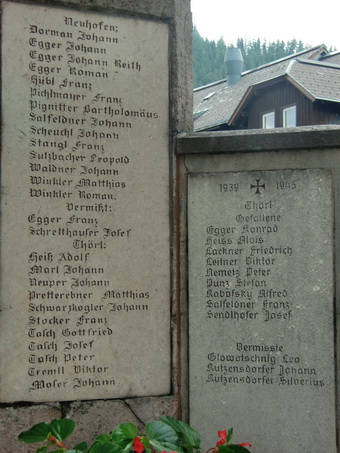 Neuhofen:
Dorman Johann
Egger Johann
Egger Johann Reith
Egger Roman
Hübl Franz
Pichlmayer Franz
Pignitter Bartholomäus
Salfeldner Johann
Scheuchl Johann
Stangl Franz
Sulzbacher Leopold
Waldner Johann
Winkler Matthias
Winkler Roman.
Vermißt:
Egger Franz
Schretthauser Josef
Thörl:
Heiß Adolf
Marl Johann
Neuper Johann
Pretterebner Matthias
Schwarzkogler Johann
Stocker Franz
Tasch Gottfried
Tasch Josef
Tasch Peter
Tremll Viktor
Moser Johann
1939 1945
Thörl
Gefallene
Egger Konrad
Heiss Alois
Lackner Friedrich
Leitner Viktor
Nemetz Peter
Punz Stefan
Rabofsky Alfred
Salfeldner Franz
Sendlhofer Josef
Vermisste
Glowotschnig Leo
Kutzensdorfer Johann
Kutzensdorfer Silverius